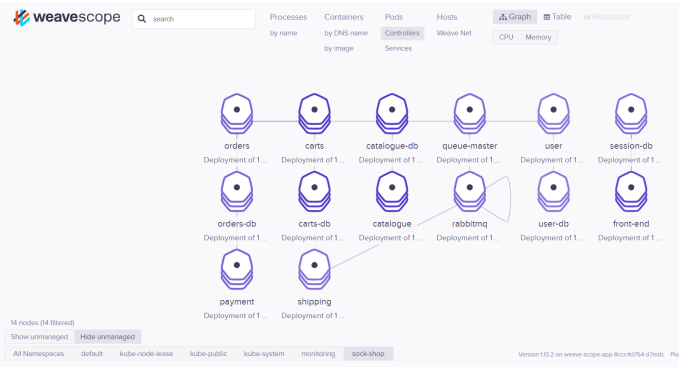 weavescope
search
Processes Containers Pods Hosts Graph Table Resources
by name by DNS name Controllers Weave Net
CPU Memory
by image Services
orders carts catalogue-db queue-master user session-db
Deployment of 1... Deployment of 1... Deployment of 1... Deployment of 1... Deployment of 1... Deployment of 1...
orders-db carts-db catalogue rabbitmq user-db front-end
Deployment of 1... Deployment of 1... Deployment of 1... Deployment of 1... Deployment of 1... Deployment of 1...
payment shipping
Deployment of 1... Deployment of 1...
14 nodes (14 filtered)
Show unmanaged Hide unmanaged
All Namespaces default kube-node-lease kube-public kube-system monitoring sock-shop
Version 1.13.2 on weave-scope-app-8ccc4d754-d7mdc Plu